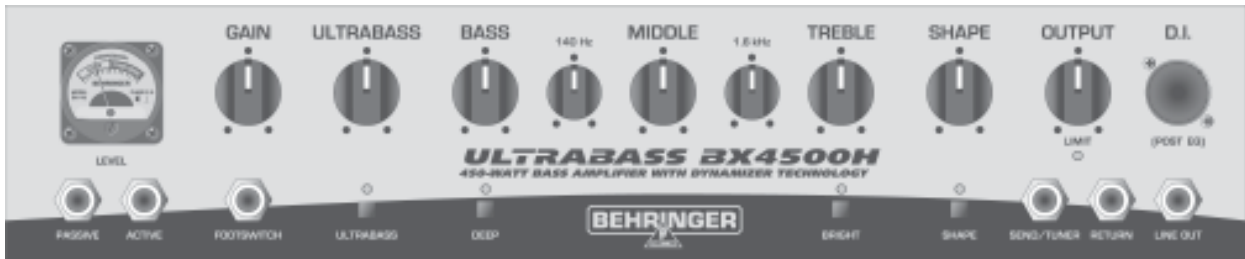 GAIN ULTRABASS BASS 140 Hz MIDDLE 1.6 kHz TREBLE SHAPE OUTPUT D.I.
BEHRINGER
LEVEL
LIMIT
(POST EQ)
ULTRABASS BX4500H
450-WATT BASS AMPLIFIER WITH DYNAMIZER TECHNOLOGY
BEHRINGER
PASSIVE ACTIVE FOOTSWITCH ULTRABASS DEEP BRIGHT SHAPE SEND/TUNER RETURN LINE OUT